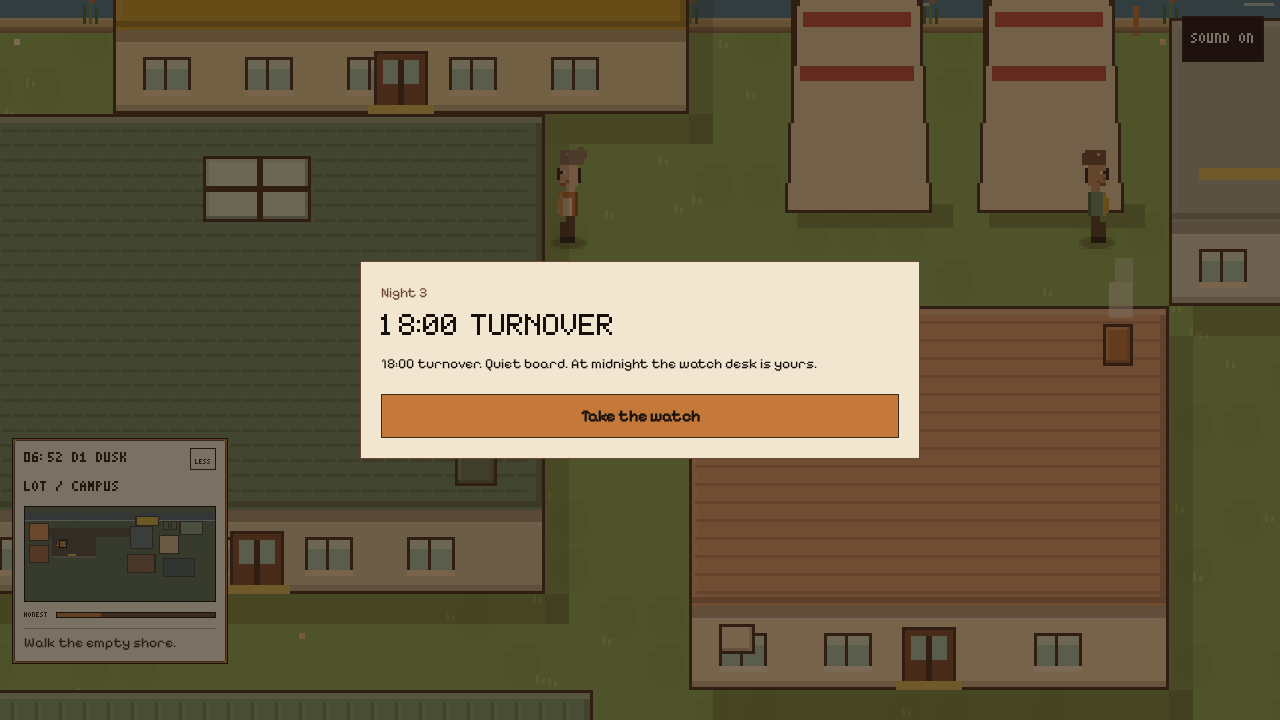 SOUND ON
Night 3
18:00 TURNOVER
18:00 turnover. Quiet board. At midnight the watch desk is yours.
Take the watch
06:52 D1 DUSK
LESS
LOT / CAMPUS
HONEST
Walk the empty shore.